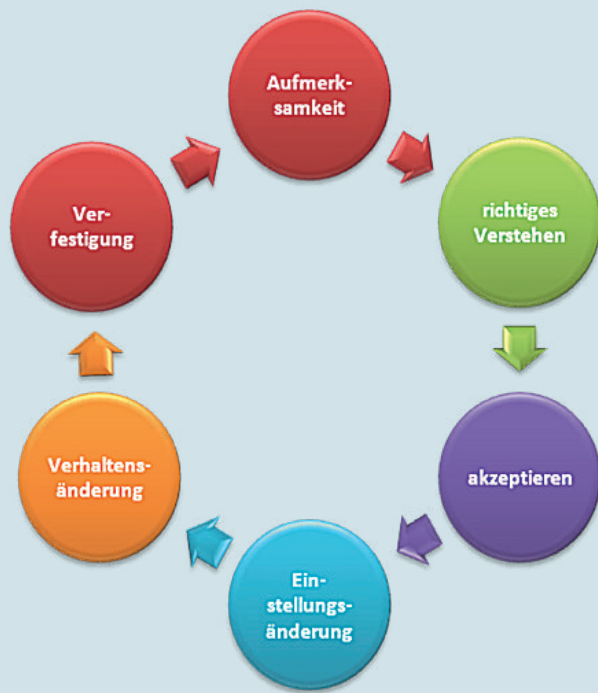 Aufmerk-
samkeit
richtiges
Verstehen
akzeptieren
Ein-
stellungs-
änderung
Verhaltens-
änderung
Ver-
festigung